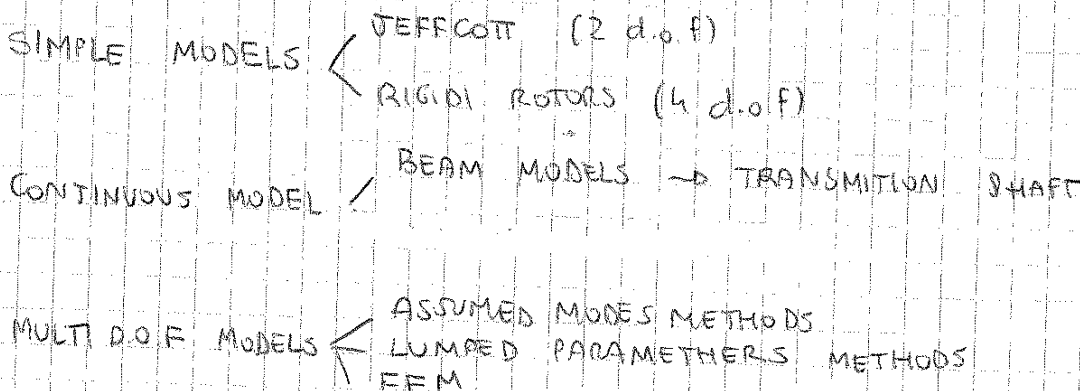 SIMPLE MODELS
JEFFCOTT (2 d.o.f)
RIGIDI ROTORS (4 d.o.f)
CONTINUOUS MODEL
BEAM MODELS → TRANSMITION SHAFT
MULTI D.O.F MODELS
ASSUMED MODES METHODS
LUMPED PARAMETHERS METHODS
FEM